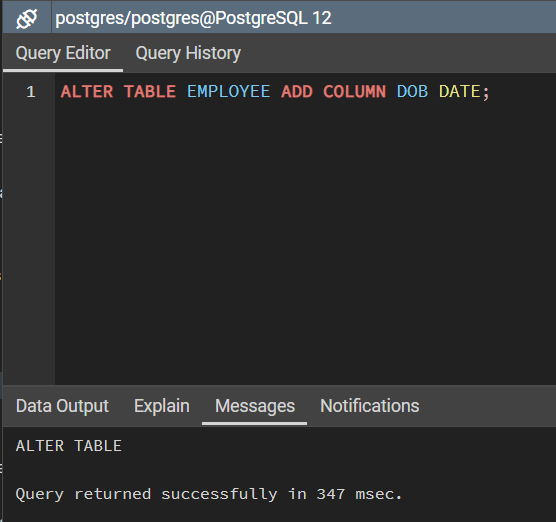 postgres/postgres@PostgreSQL 12
Query Editor Query History
1 ALTER TABLE EMPLOYEE ADD COLUMN DOB DATE;
Data Output Explain Messages Notifications
ALTER TABLE
Query returned successfully in 347 msec.